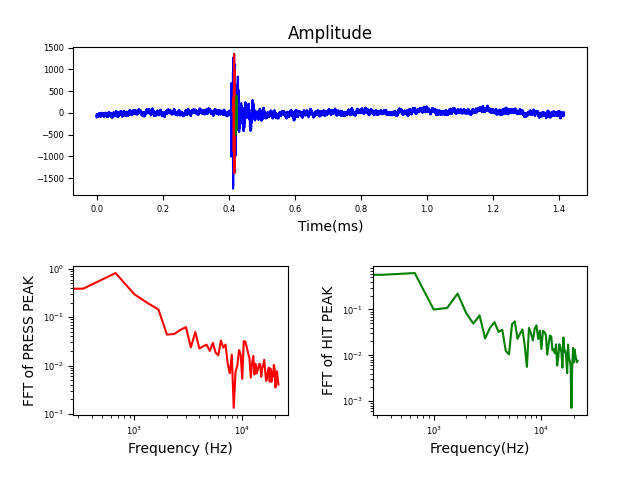 Amplitude
1500
1000
500
0
−500
−1000
−1500
0.0 0.2 0.4 0.6 0.8 1.0 1.2 1.4
Time(ms)
FFT of PRESS PEAK
10⁰
10⁻¹
10⁻²
10⁻³
10³ 10⁴
Frequency (Hz)
FFT of HIT PEAK
10⁻¹
10⁻²
10⁻³
10³ 10⁴
Frequency(Hz)